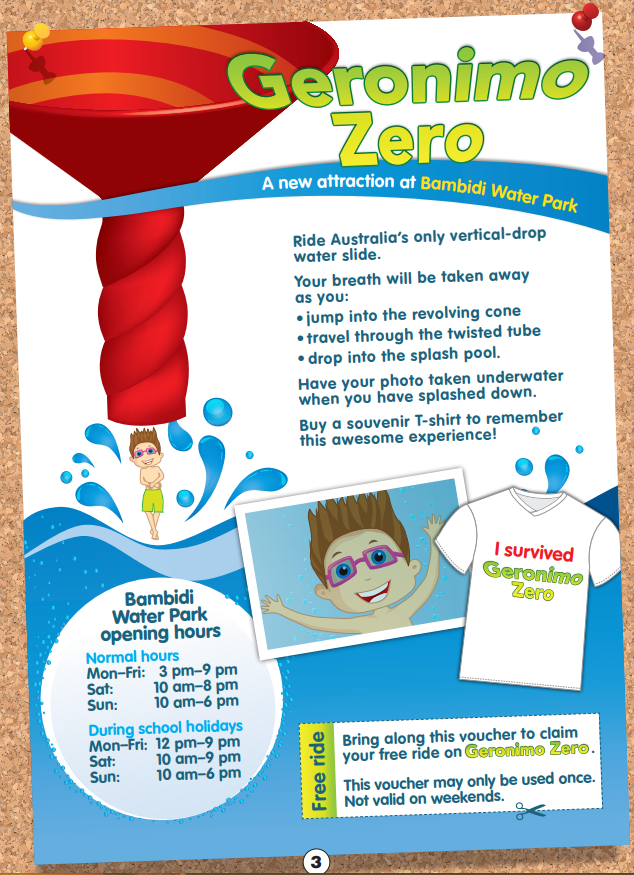 Geronimo
Zero
A new attraction at Bambidi Water Park
Ride Australia's only vertical-drop
water slide.
Your breath will be taken away
as you:
• jump into the revolving cone
• travel through the twisted tube
• drop into the splash pool.
Have your photo taken underwater
when you have splashed down.
Buy a souvenir T-shirt to remember
this awesome experience!
I survived
Geronimo
Zero
Bambidi
Water Park
opening hours
Normal hours
Mon–Fri: 3 pm–9 pm
Sat: 10 am–8 pm
Sun: 10 am–6 pm
During school holidays
Mon–Fri: 12 pm–9 pm
Sat: 10 am–9 pm
Sun: 10 am–6 pm
Free ride
Bring along this voucher to claim
your free ride on Geronimo Zero.
This voucher may only be used once.
Not valid on weekends.
3